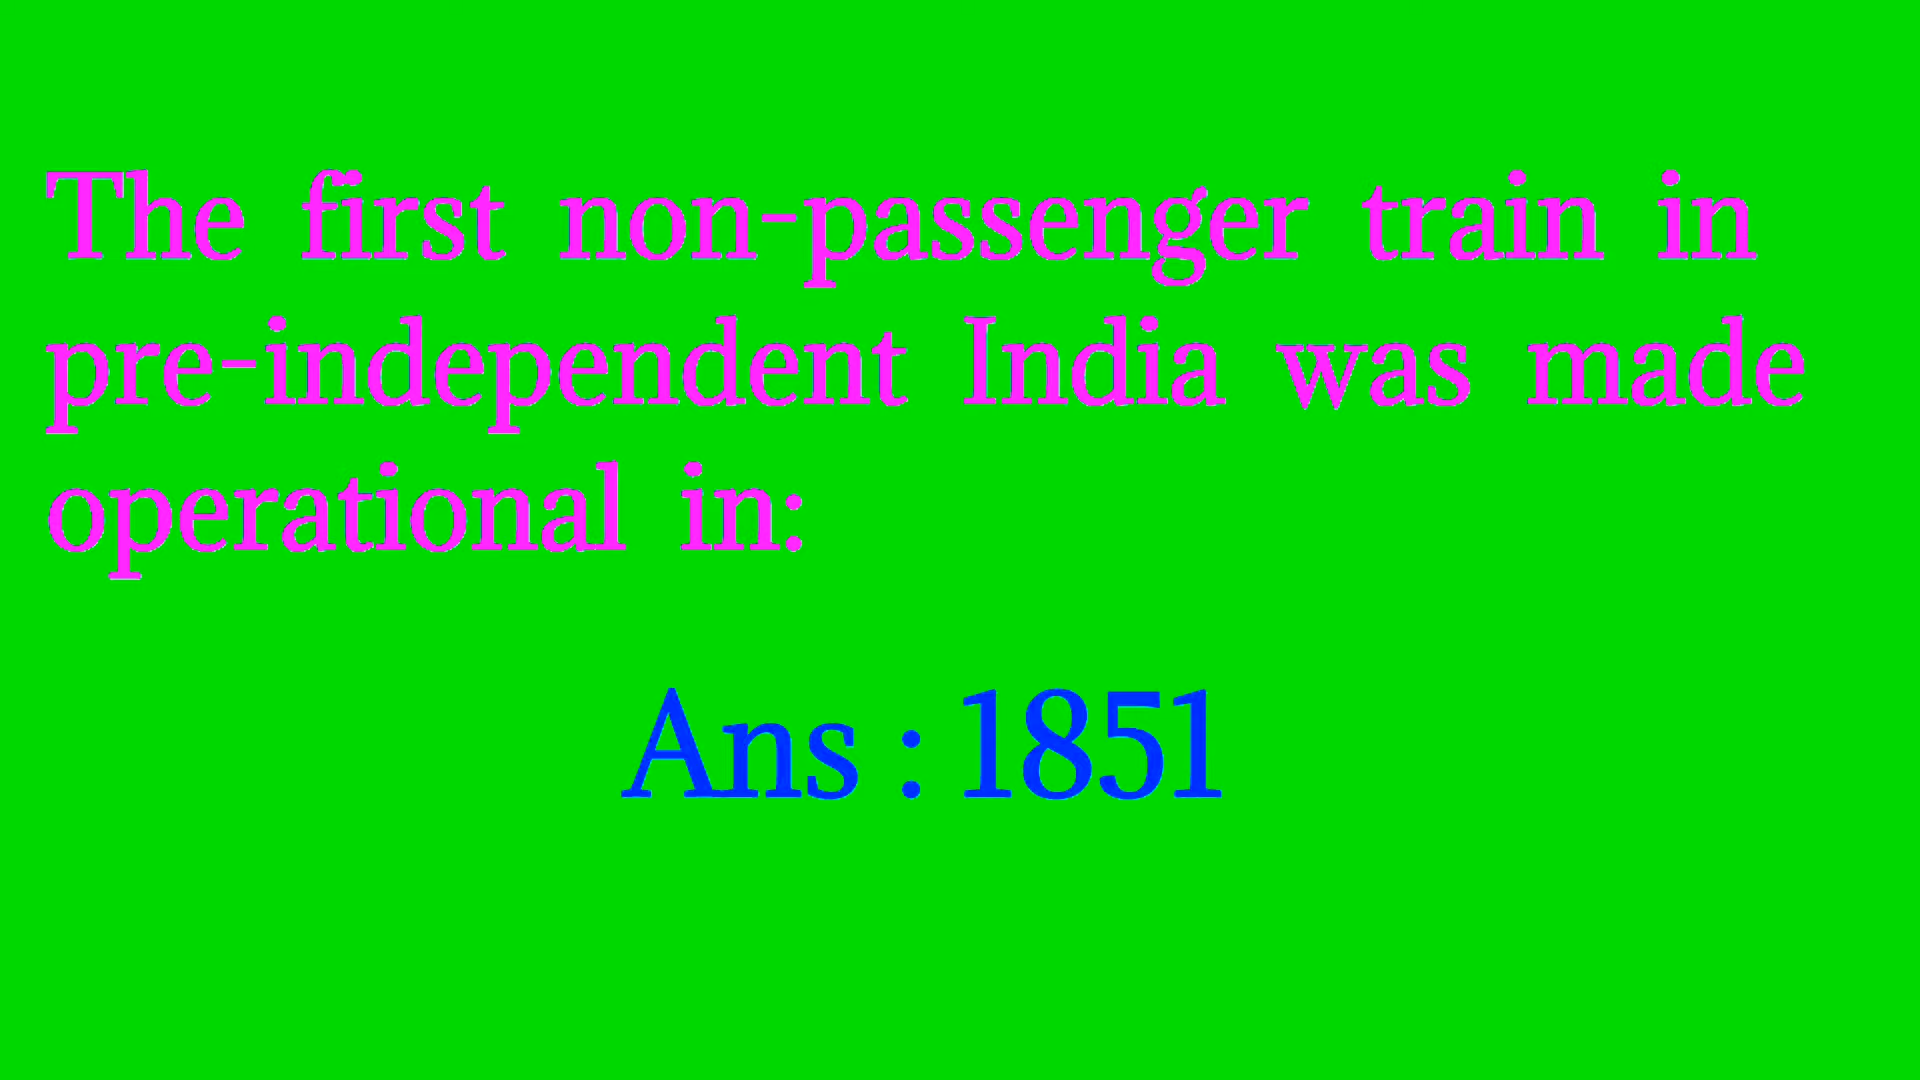 The first non-passenger train in
pre-independent India was made
operational in:
Ans : 1851